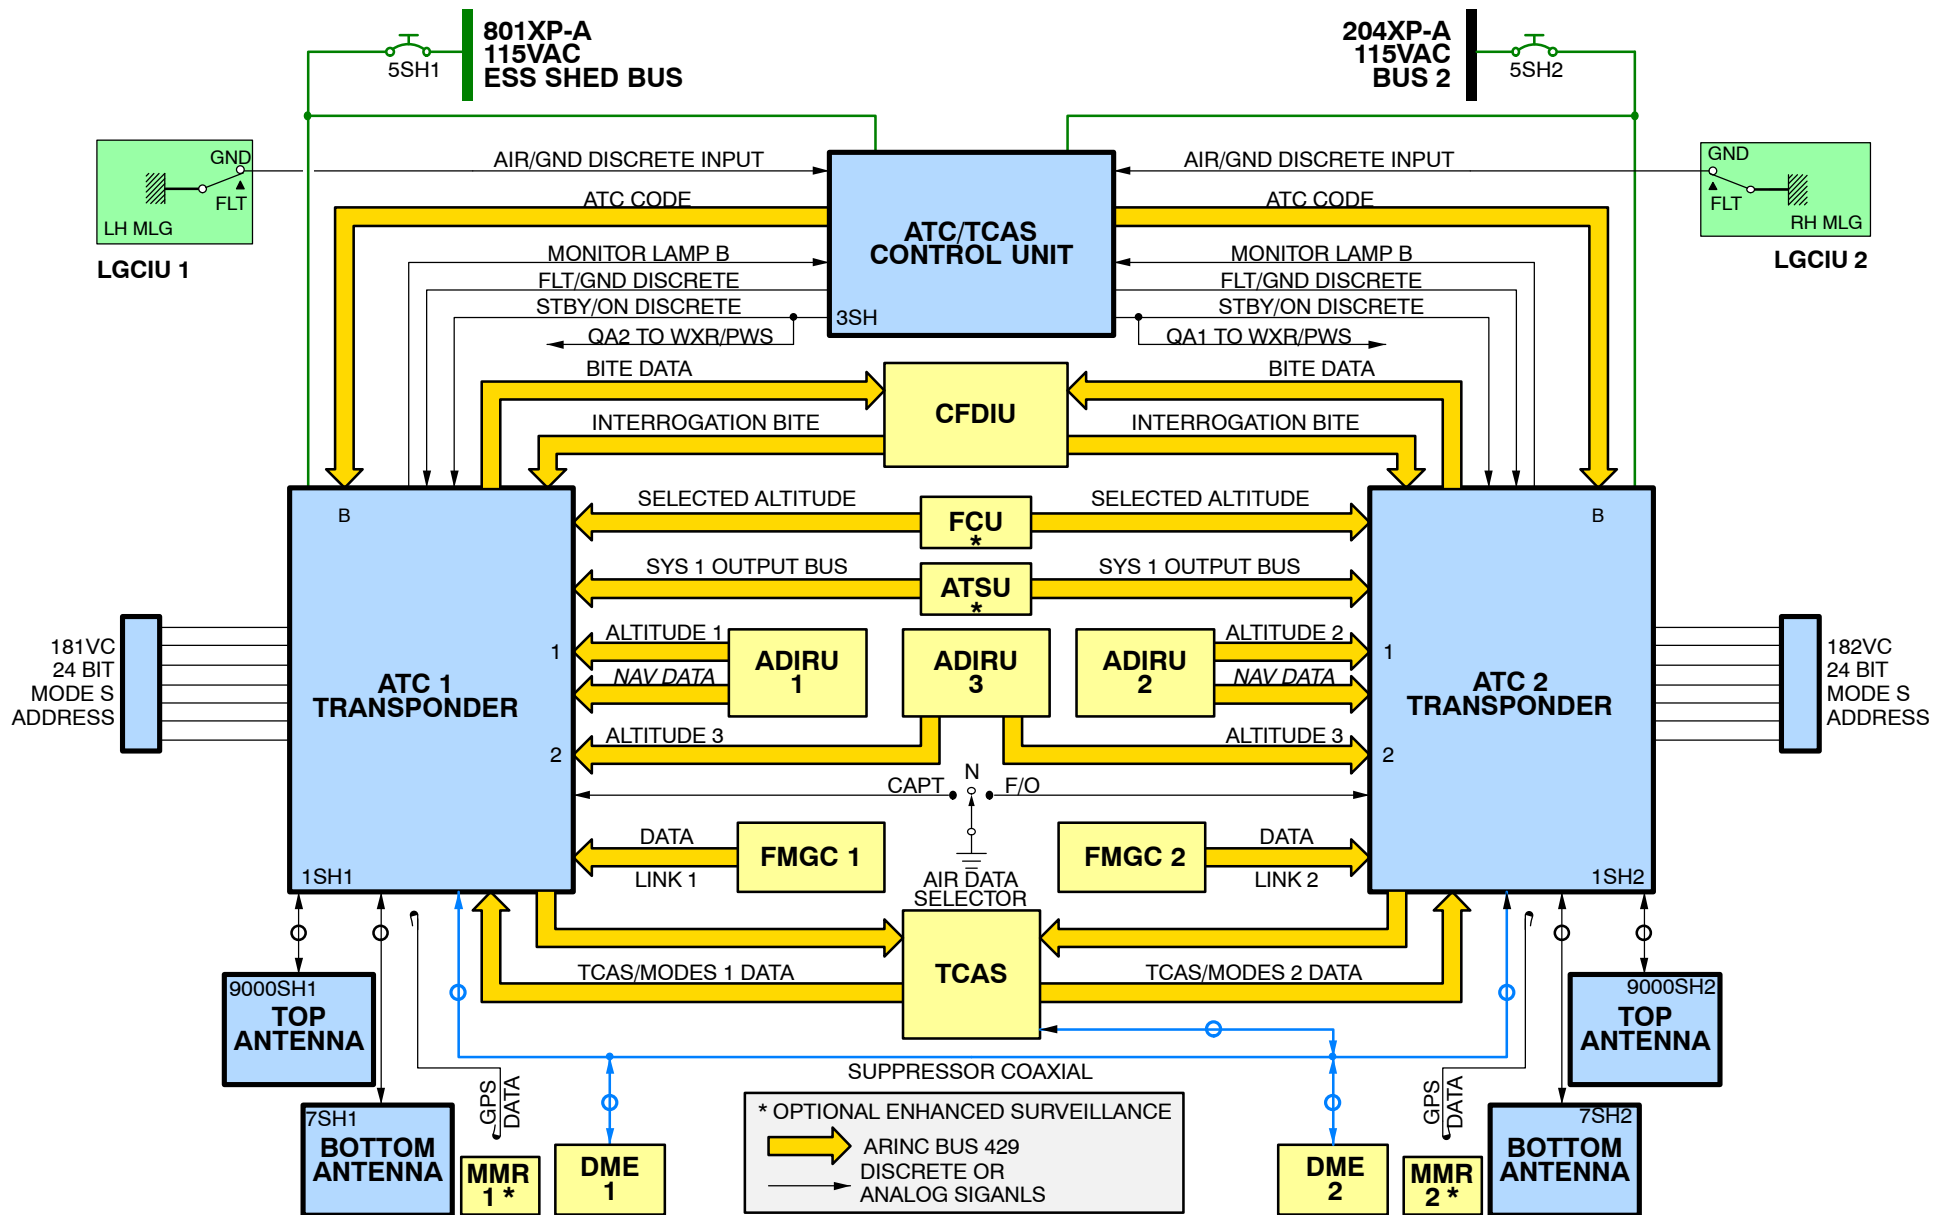 801XP-A
115VAC
ESS SHED BUS
5SH1
204XP-A
115VAC
BUS 2
5SH2
GND
FLT
LH MLG
LGCIU 1
AIR/GND DISCRETE INPUT
ATC CODE
MONITOR LAMP B
FLT/GND DISCRETE
STBY/ON DISCRETE
QA2 TO WXR/PWS
ATC/TCAS
CONTROL UNIT
3SH
AIR/GND DISCRETE INPUT
ATC CODE
MONITOR LAMP B
FLT/GND DISCRETE
STBY/ON DISCRETE
QA1 TO WXR/PWS
GND
FLT
RH MLG
LGCIU 2
BITE DATA
INTERROGATION BITE
CFDIU
BITE DATA
INTERROGATION BITE
B
SELECTED ALTITUDE
FCU
*
SELECTED ALTITUDE
B
SYS 1 OUTPUT BUS
ATSU
*
SYS 1 OUTPUT BUS
181VC
24 BIT
MODE S
ADDRESS
ATC 1
TRANSPONDER
1
2
1SH1
ALTITUDE 1
NAV DATA
ADIRU
1
ADIRU
3
ADIRU
2
ALTITUDE 2
NAV DATA
ALTITUDE 3
ALTITUDE 3
1
2
ATC 2
TRANSPONDER
1SH2
182VC
24 BIT
MODE S
ADDRESS
CAPT
N
F/O
DATA
LINK 1
FMGC 1
FMGC 2
DATA
LINK 2
AIR DATA
SELECTOR
TCAS
TCAS/MODES 1 DATA
TCAS/MODES 2 DATA
9000SH1
TOP
ANTENNA
7SH1
BOTTOM
ANTENNA
GPS
DATA
MMR
1 *
DME
1
SUPPRESSOR COAXIAL
* OPTIONAL ENHANCED SURVEILLANCE
ARINC BUS 429
DISCRETE OR
ANALOG SIGANLS
DME
2
MMR
2 *
GPS
DATA
9000SH2
TOP
ANTENNA
7SH2
BOTTOM
ANTENNA